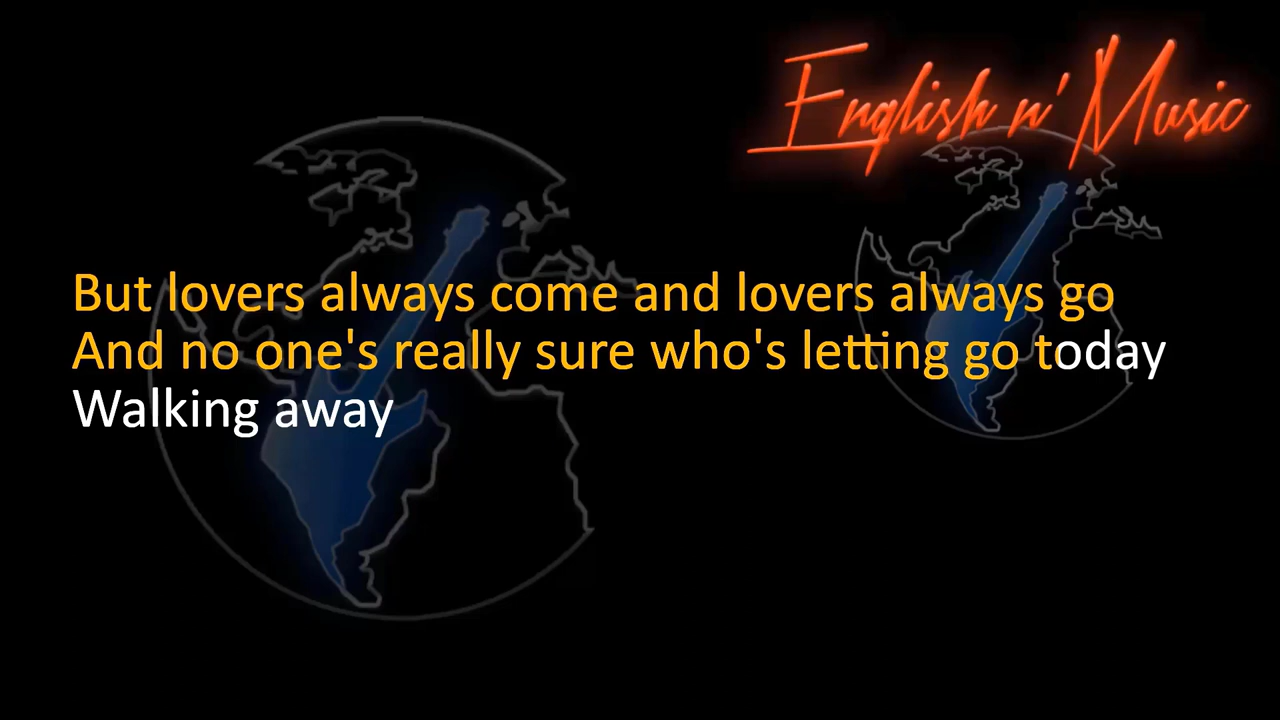 English n' Music
But lovers always come and lovers always go
And no one's really sure who's letting go today
Walking away